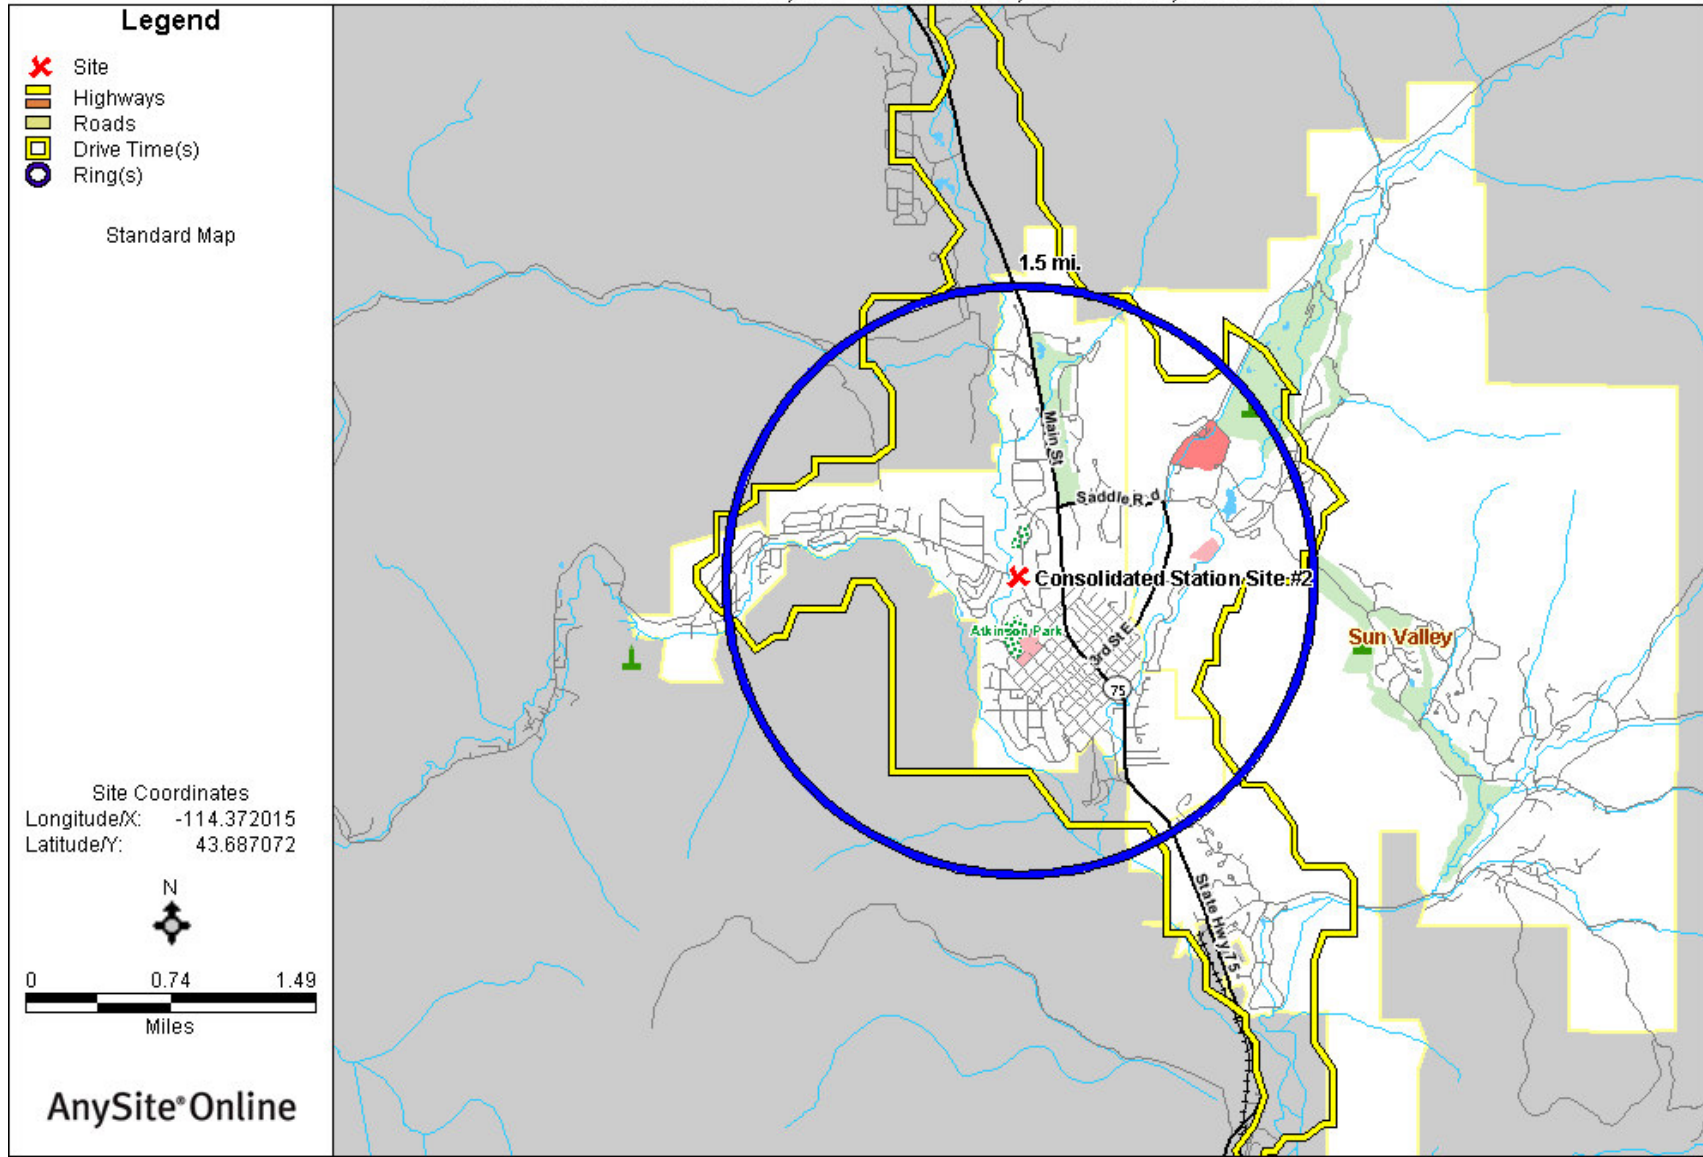 Legend
Site
Highways
Roads
Drive Time(s)
Ring(s)
Standard Map
Site Coordinates
Longitude/X: -114.372015
Latitude/Y: 43.687072
N
0 0.74 1.49
Miles
AnySite®Online
1.5 mi.
Main St
Saddle Rd
Consolidated Station Site #2
Atkinson Park
3rd St E
75
Sun Valley
State Hwy 75